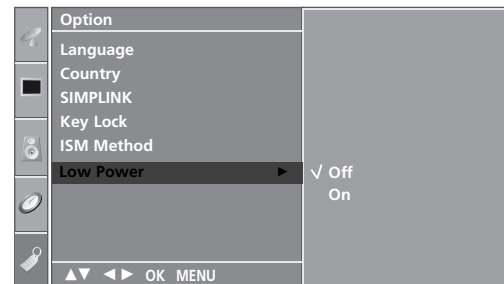 Option
Language
Country
SIMPLINK
Key Lock
ISM Method
Low Power ►
√ Off
On
▲▼ ◄► OK MENU